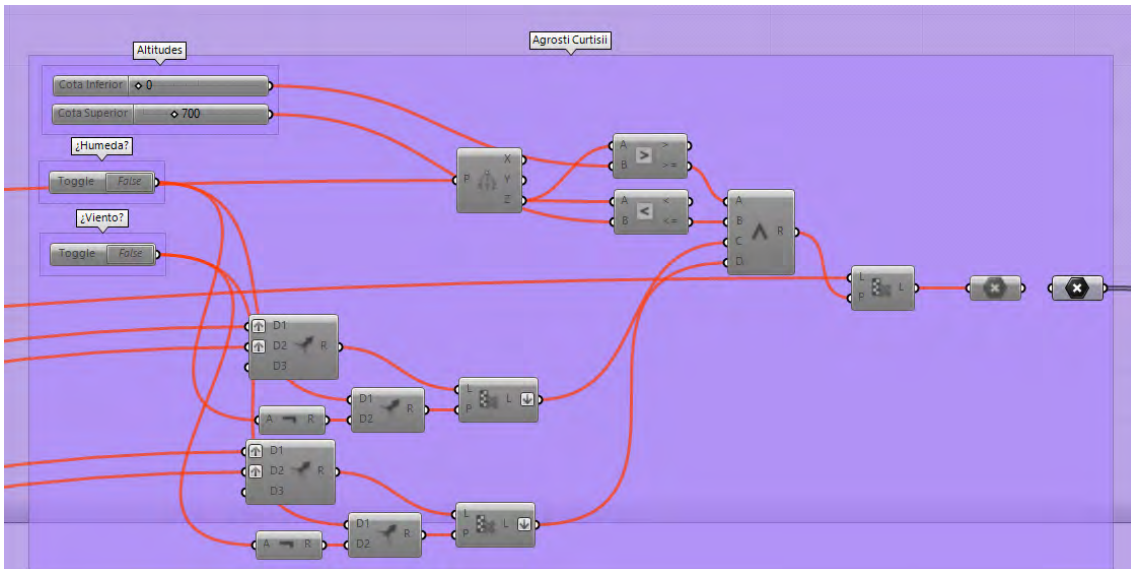 Agrosti Curtisii
Altitudes
Cota Inferior 0
Cota Superior 700
¿Humeda?
Toggle False
¿Viento?
Toggle False
P X
Y
Z
A >
B >=
A <
B <=
A
B R
C
D
L L
P
D1
D2 R
D3
D1 R
D2
L L
P
A R
D1
D2 R
D3
D1 R
D2
L L
P
A R